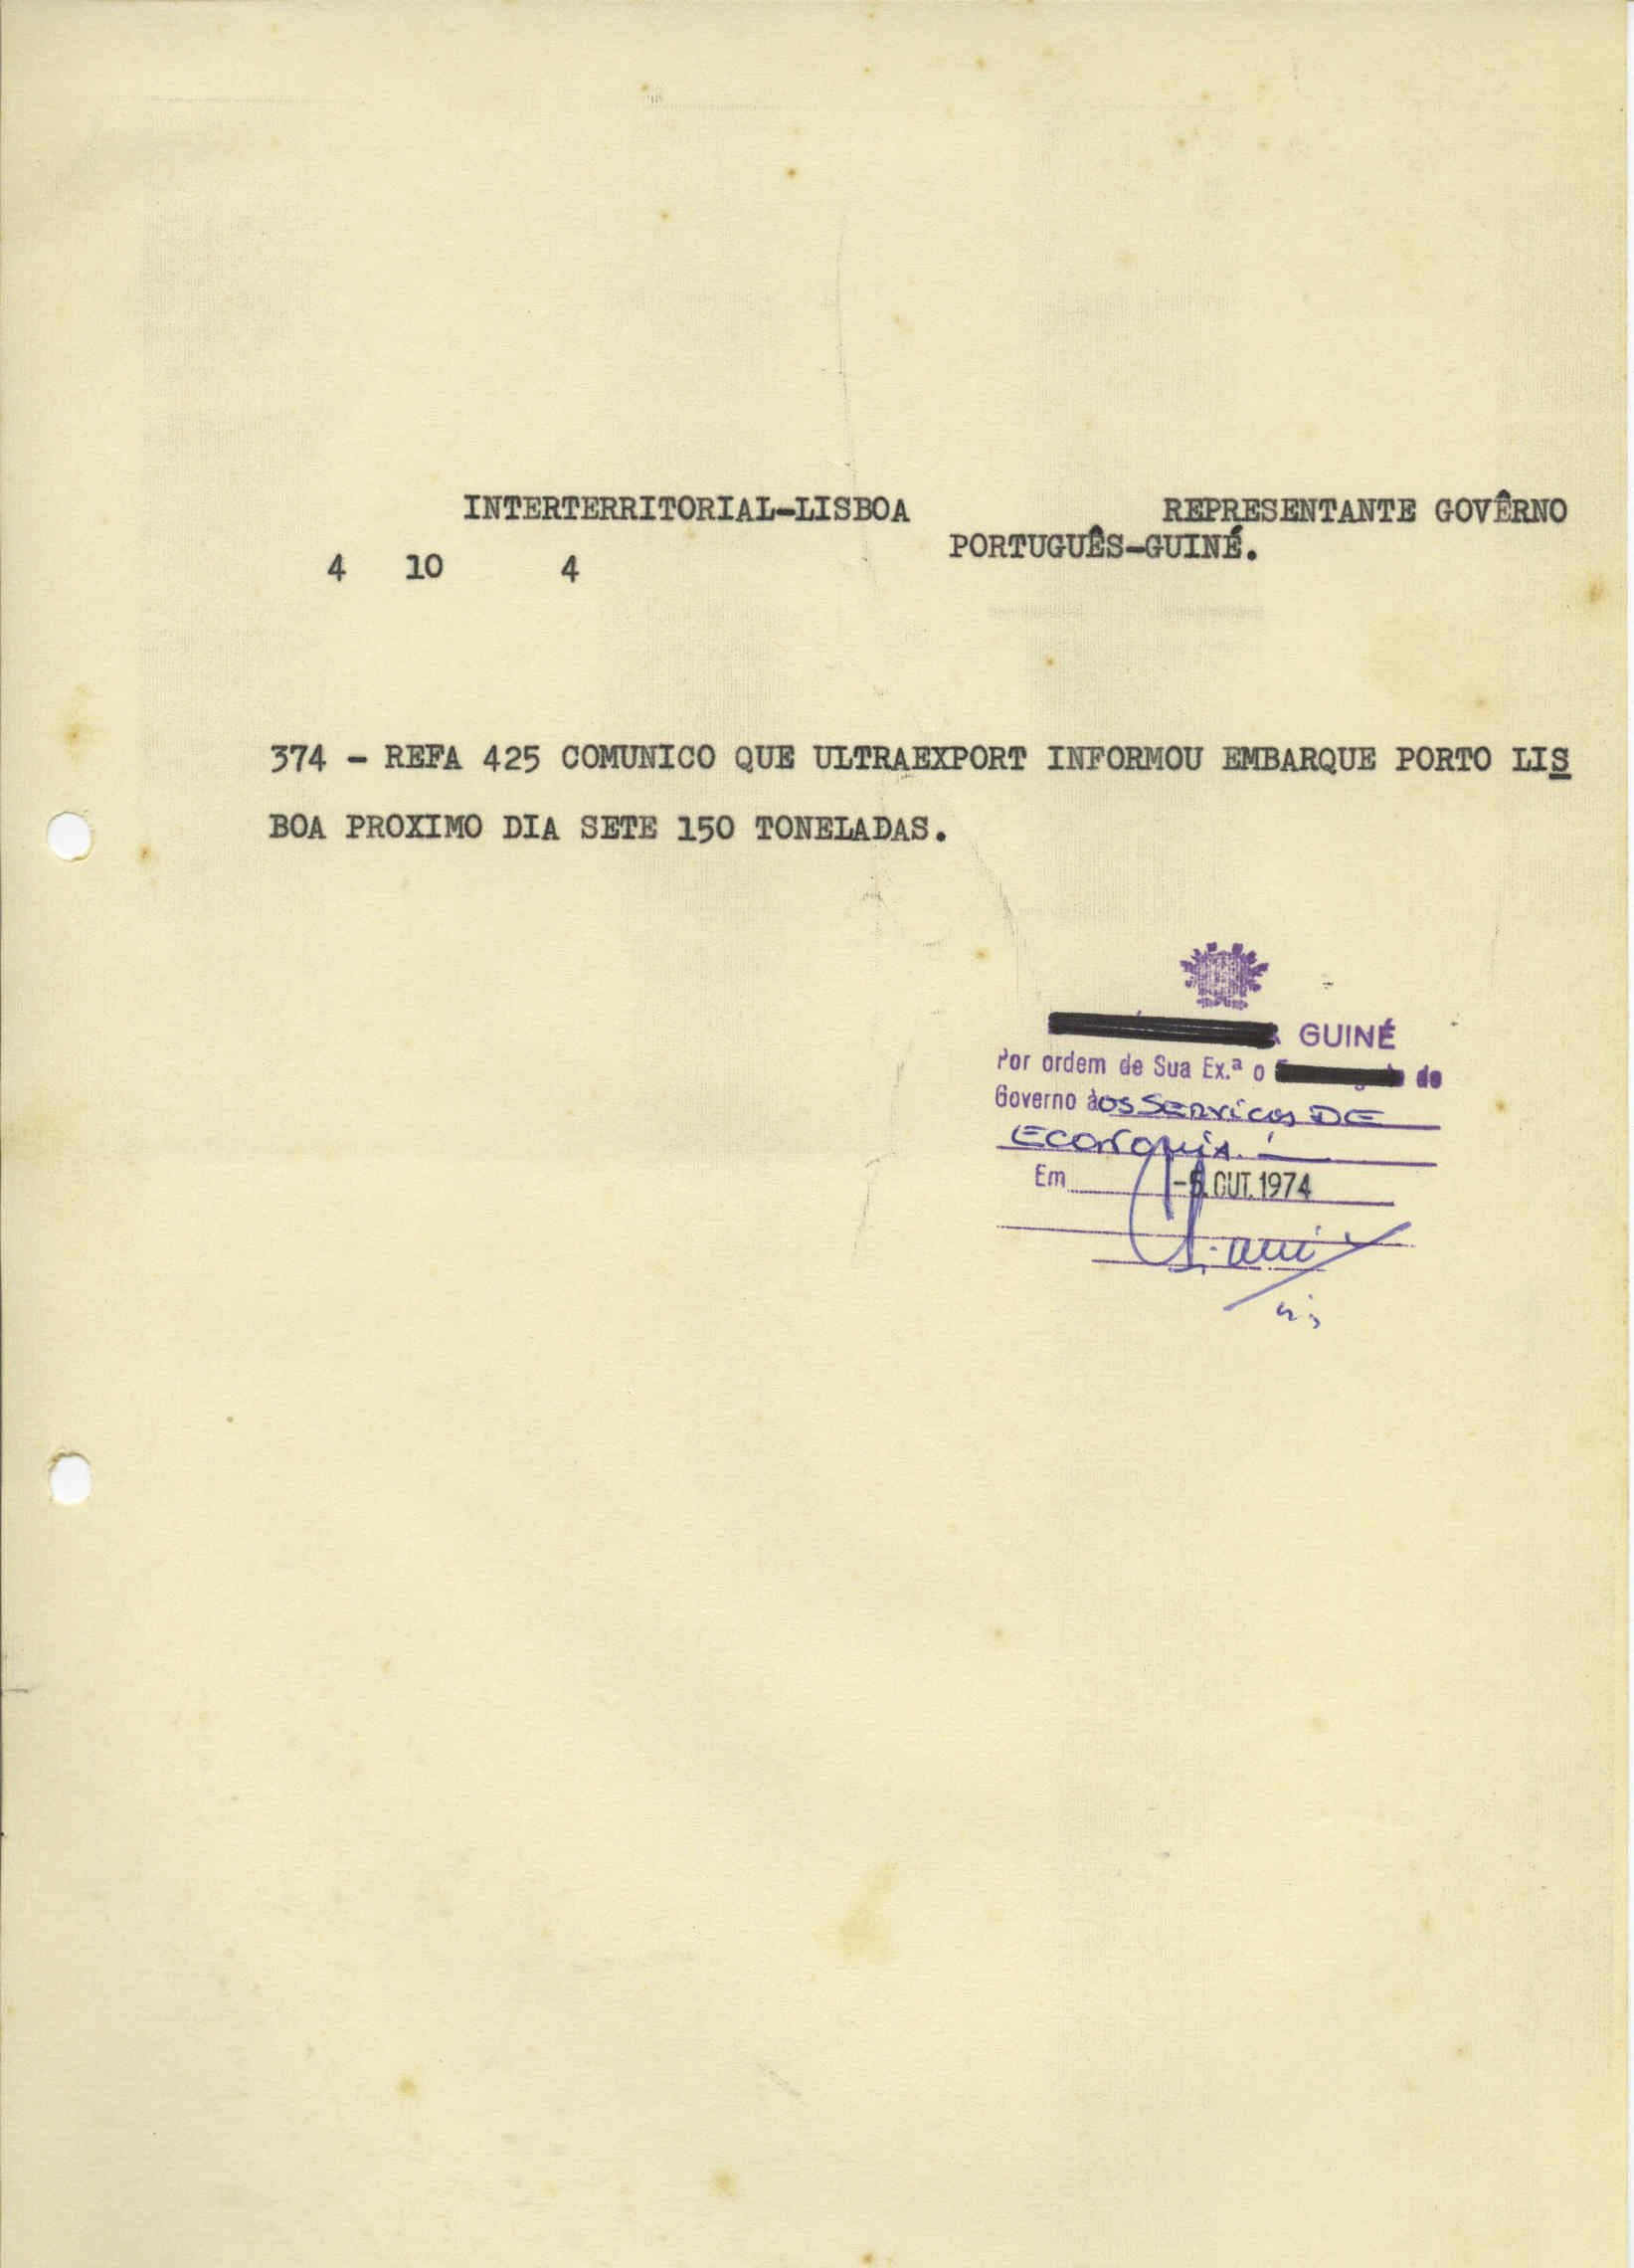 INTERTERRITORIAL-LISBOA REPRESENTANTE GOVÊRNO
PORTUGUÊS-GUINÉ.
4 10 4
374 - REFA 425 COMUNICO QUE ULTRAEXPORT INFORMOU EMBARQUE PORTO LIS
BOA PROXIMO DIA SETE 150 TONELADAS.
GUINÉ
Por ordem de Sua Ex.ª o do
Governo àos SERVIÇOS DE
ECONOMIA.
Em -5. OUT. 1974